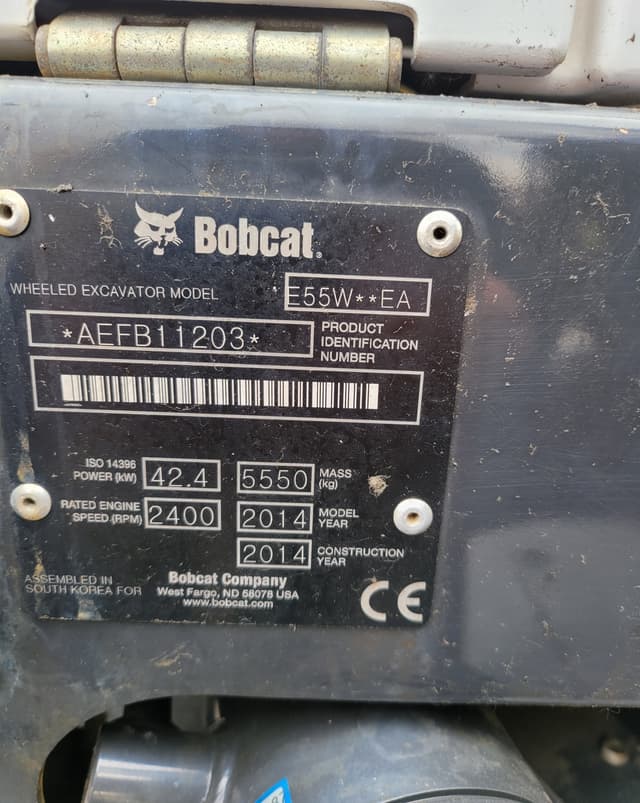 Bobcat®
WHEELED EXCAVATOR MODEL E55W**EA
*AEFB11203*
PRODUCT
IDENTIFICATION
NUMBER
ISO 14396
POWER (kW) 42.4
5550 MASS
(kg)
RATED ENGINE
SPEED (RPM) 2400
2014 MODEL
YEAR
2014 CONSTRUCTION
YEAR
ASSEMBLED IN
SOUTH KOREA FOR
Bobcat Company
West Fargo, ND 58078 USA
www.bobcat.com
CE